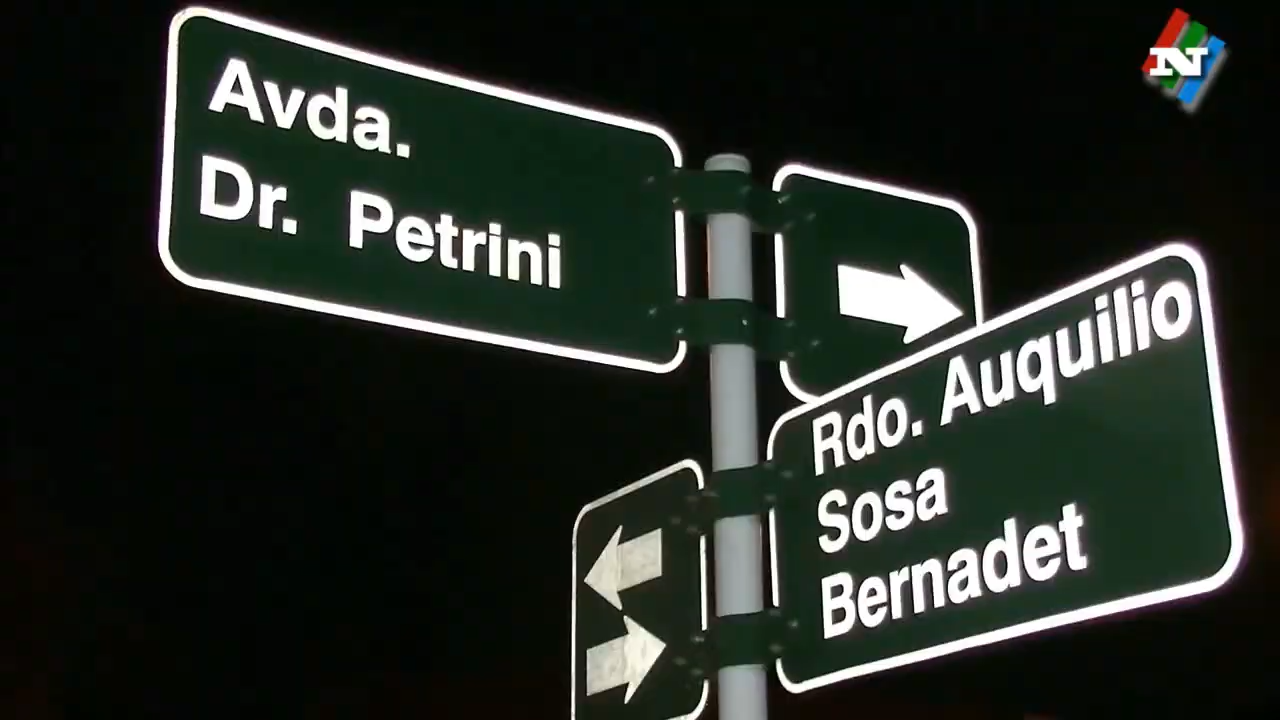 Avda.
Dr. Petrini
Rdo. Auquilio
Sosa
Bernadet
N